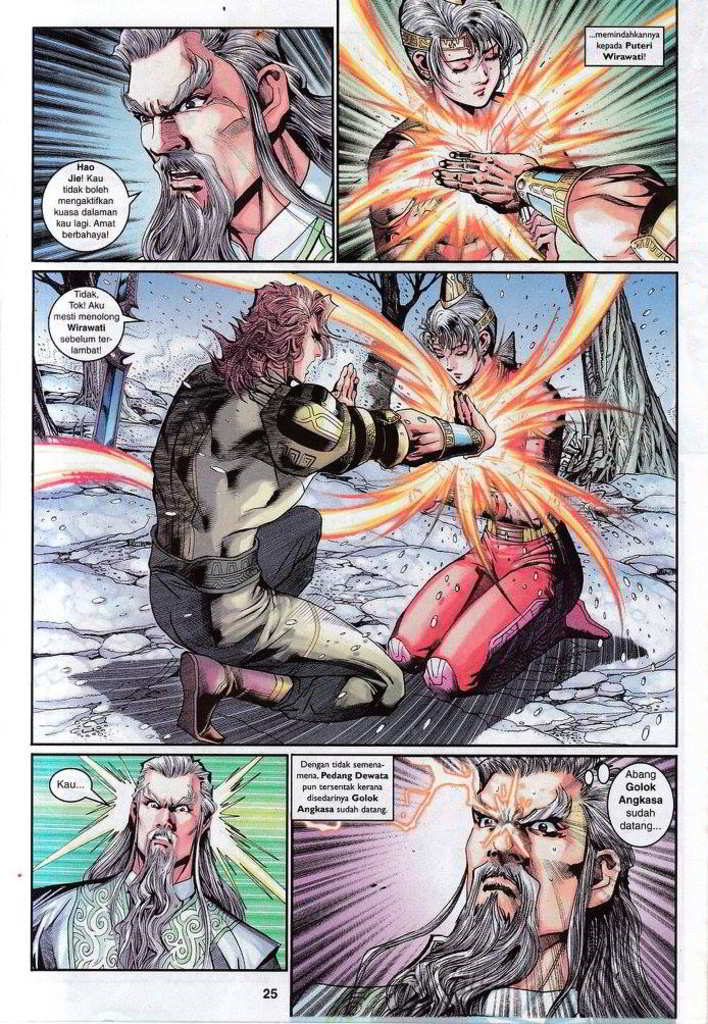 Hao
Jie! Kau
tidak boleh
mengaktifkan
kuasa dalaman
kau lagi. Amat
berbahaya!
...memindahkannya
kepada Puteri
Wirawati!
Tidak,
Tok! Aku
mesti menolong
Wirawati
sebelum ter-
lambat!
Kau...
Dengan tidak semena-
mena, Pedang Dewata
pun tersentak kerana
disedarinya Golok
Angkasa sudah datang.
Abang
Golok
Angkasa
sudah
datang...
25